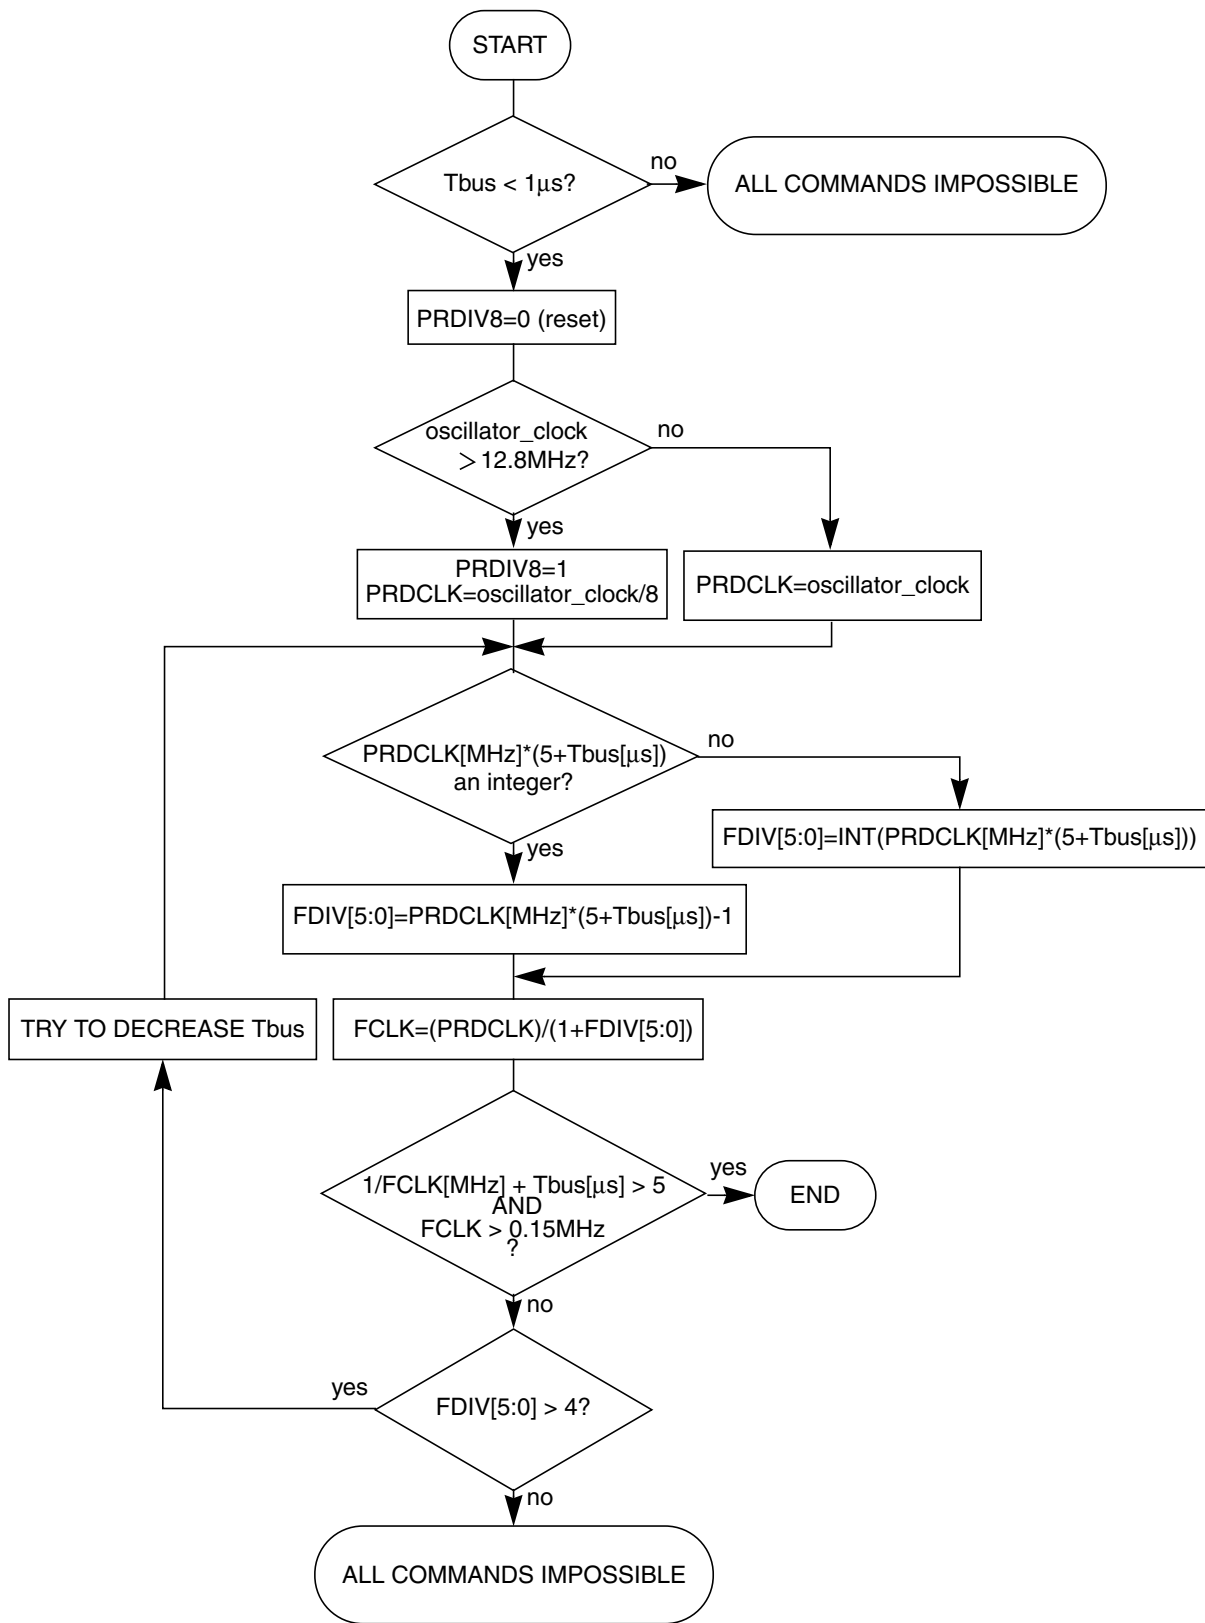 START
Tbus < 1μs?
no
ALL COMMANDS IMPOSSIBLE
yes
PRDIV8=0 (reset)
oscillator_clock
> 12.8MHz?
no
yes
PRDIV8=1
PRDCLK=oscillator_clock/8
PRDCLK=oscillator_clock
PRDCLK[MHz]*(5+Tbus[μs])
an integer?
no
yes
FDIV[5:0]=INT(PRDCLK[MHz]*(5+Tbus[μs]))
FDIV[5:0]=PRDCLK[MHz]*(5+Tbus[μs])-1
TRY TO DECREASE Tbus
FCLK=(PRDCLK)/(1+FDIV[5:0])
1/FCLK[MHz] + Tbus[μs] > 5
AND
FCLK > 0.15MHz
?
yes
END
no
yes
FDIV[5:0] > 4?
no
ALL COMMANDS IMPOSSIBLE